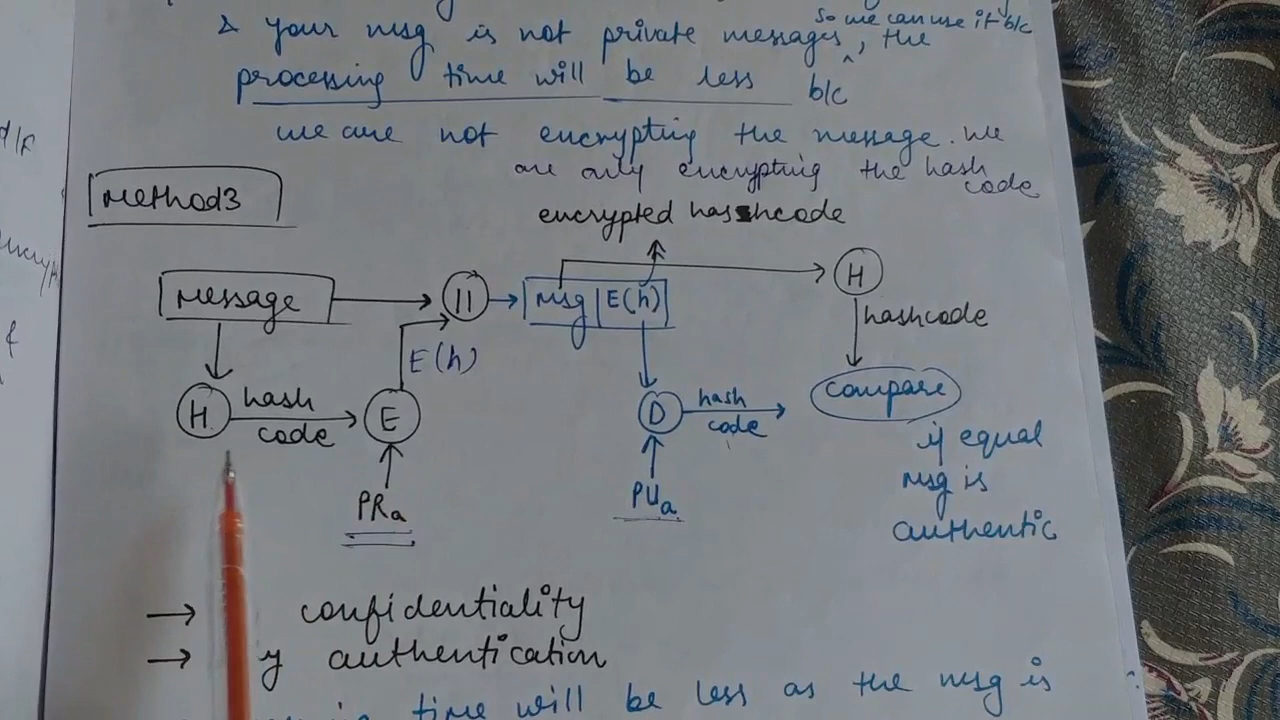 & your msg is not private messages, the
so we can use it b/c
processing time will be less b/c
we are not encrypting the message. we
are only encrypting the hash
code
Method3
encrypted hashcode
Message
||
msg | E(h)
H
hashcode
E(h)
H
hash
code
E
D
hash
code
compare
PRa
PUa
if equal
msg is
authentic
→ confidentiality
→ y authentication
time will be less as the msg is